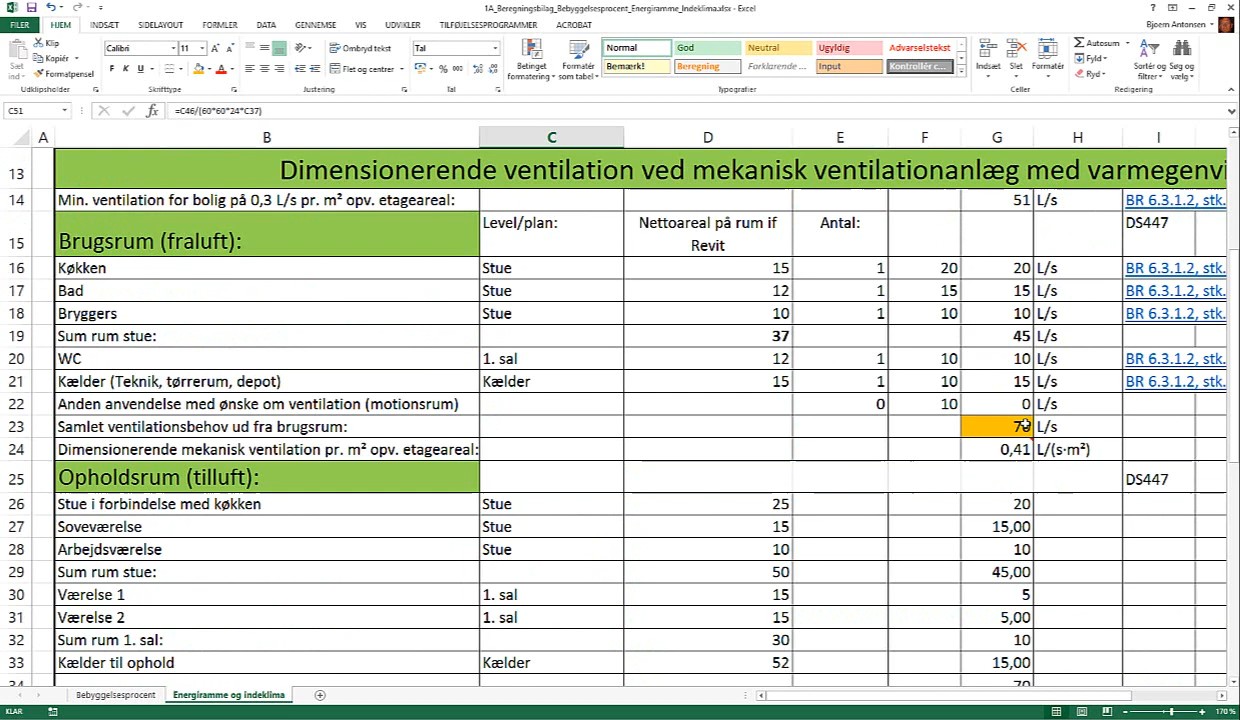 1A_Beregningsbilag_Bebyggelsesprocent_Energiramme_Indeklima.xlsx - Excel
FILER HJEM INDSÆT SIDELAYOUT FORMLER DATA GENNEMSE VIS UDVIKLER TILFØJELSESPROGRAMMER ACROBAT Bjoern Antonsen
Klip
Kopiér
Formatpensel
Sæt ind
Udklipsholder
Calibri 11
F K U
Skrifttype
Ombryd tekst
Flet og centrer
Justering
Tal
% 000
Tal
Betinget formatering
Formatér som tabel
Normal God Neutral Ugyldig Advarselstekst
Bemærk! Beregning Forklarende ... Input Kontrollér c...
Typografier
Indsæt Slet Formatér
Celler
Autosum
Fyld
Ryd
Sortér og filtrer
Søg og vælg
Redigering
C51 fx =C46/(60*60*24*C37)
A B C D E F G H I
13 Dimensionerende ventilation ved mekanisk ventilationanlæg med varmegenvi
14 Min. ventilation for bolig på 0,3 L/s pr. m² opv. etageareal: 51 L/s BR 6.3.1.2, stk.
15 Brugsrum (fraluft): Level/plan: Nettoareal på rum if Revit Antal: DS447
16 Køkken Stue 15 1 20 20 L/s BR 6.3.1.2, stk.
17 Bad Stue 12 1 15 15 L/s BR 6.3.1.2, stk.
18 Bryggers Stue 10 1 10 10 L/s BR 6.3.1.2, stk.
19 Sum rum stue: 37 45 L/s
20 WC 1. sal 12 1 10 10 L/s BR 6.3.1.2, stk.
21 Kælder (Teknik, tørrerum, depot) Kælder 15 1 10 15 L/s BR 6.3.1.2, stk.
22 Anden anvendelse med ønske om ventilation (motionsrum) 0 10 0 L/s
23 Samlet ventilationsbehov ud fra brugsrum: L/s
24 Dimensionerende mekanisk ventilation pr. m² opv. etageareal: 0,41 L/(s·m²)
25 Opholdsrum (tilluft): DS447
26 Stue i forbindelse med køkken Stue 25 20
27 Soveværelse Stue 15 15,00
28 Arbejdsværelse Stue 10 10
29 Sum rum stue: 50 45,00
30 Værelse 1 1. sal 15 5
31 Værelse 2 1. sal 15 5,00
32 Sum rum 1. sal: 30 10
33 Kælder til ophold Kælder 52 15,00
Bebyggelsesprocent Energiramme og indeklima
KLAR 170 %